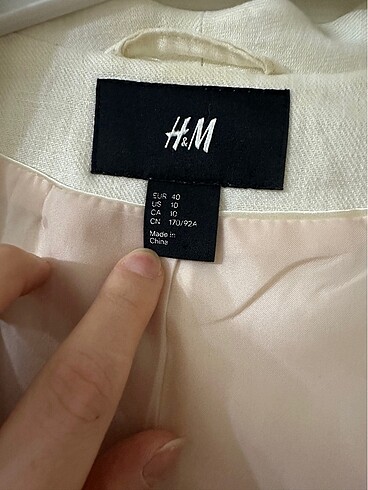 H&M
EUR 40
US 10
CA 10
CN 170/92A
Made in
China